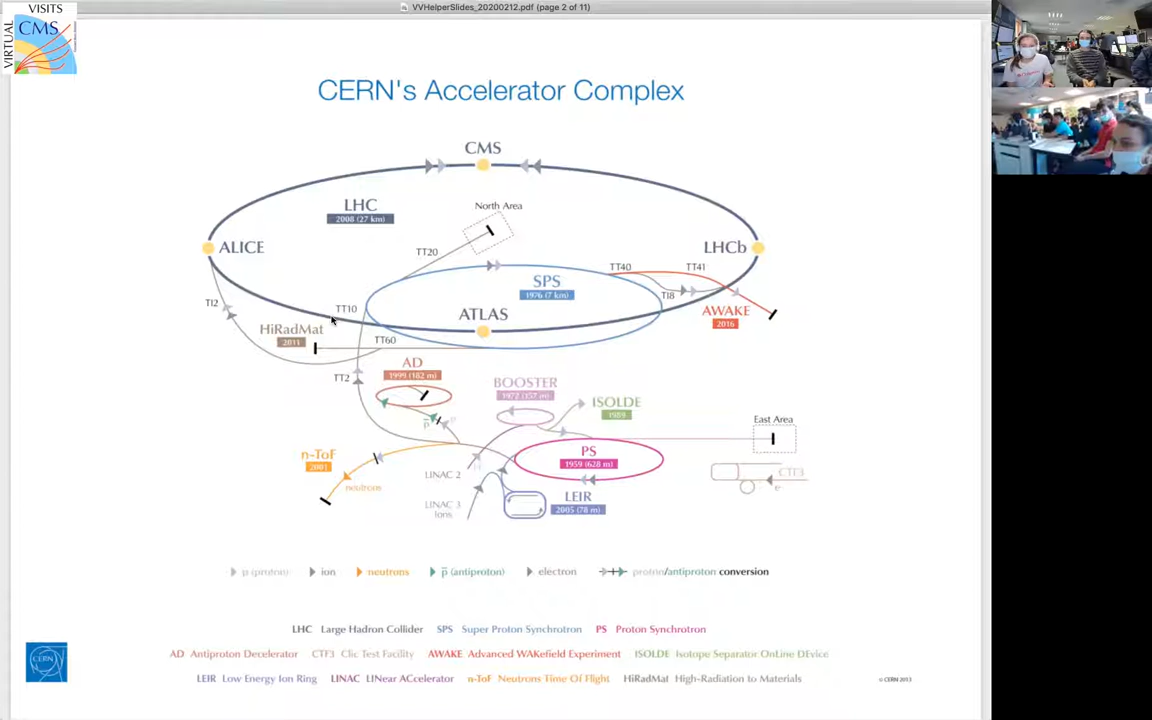 VVHelperSlides_20200212.pdf (page 2 of 11)
VISITS
VIRTUAL
CMS
CERN's Accelerator Complex
CMS
LHC
2008 (27 km)
North Area
ALICE
LHCb
TT20
TT40
TT41
SPS
1976 (7 km)
TI2
TT10
TI8
ATLAS
AWAKE
2016
HiRadMat
2011
TT60
AD
1999 (182 m)
TT2
BOOSTER
1972 (157 m)
ISOLDE
1989
p
p̄
East Area
n-ToF
2001
PS
1959 (628 m)
neutrons
LINAC 2
CTF3
e-
LEIR
2005 (78 m)
LINAC 3
Ions
p (proton)
ion
neutrons
p̄ (antiproton)
electron
proton/antiproton conversion
LHC Large Hadron Collider SPS Super Proton Synchrotron PS Proton Synchrotron
AD Antiproton Decelerator CTF3 Clic Test Facility AWAKE Advanced WAKefield Experiment ISOLDE Isotope Separator OnLine DEvice
LEIR Low Energy Ion Ring LINAC LINear ACcelerator n-ToF Neutrons Time Of Flight HiRadMat High-Radiation to Materials
CERN
© CERN 2013